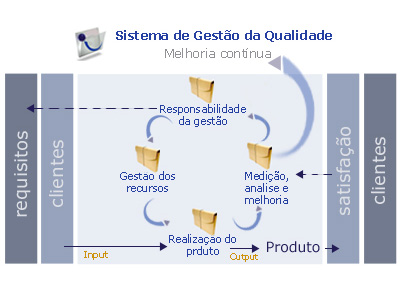 Sistema de Gestão da Qualidade
Melhoria contínua
requisitos
clientes
Responsabilidade
da gestão
Gestao dos
recursos
Medição,
analise e
melhoria
Realização do
prduto
Input
Output
Produto
satisfação
clientes